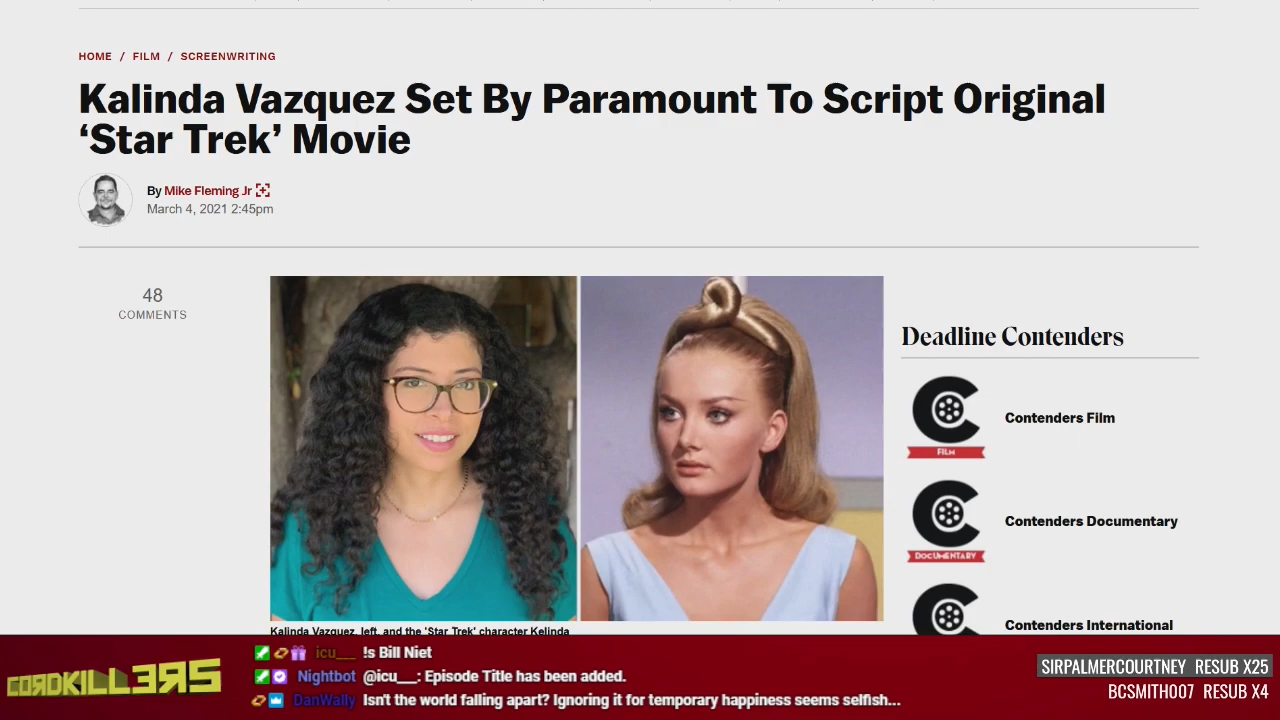 HOME / FILM / SCREENWRITING
Kalinda Vazquez Set By Paramount To Script Original
‘Star Trek’ Movie
By Mike Fleming Jr
March 4, 2021 2:45pm
48
COMMENTS
Deadline Contenders
FILM
Contenders Film
DOCUMENTARY
Contenders Documentary
Contenders International
Kalinda Vazquez, left, and the 'Star Trek' character Kelinda
CORDKILL3RS
icu__ !s Bill Niet
Nightbot @icu__: Episode Title has been added.
DanWally Isn't the world falling apart? Ignoring it for temporary happiness seems selfish...
SIRPALMERCOURTNEY RESUB X25
BCSMITH007 RESUB X4